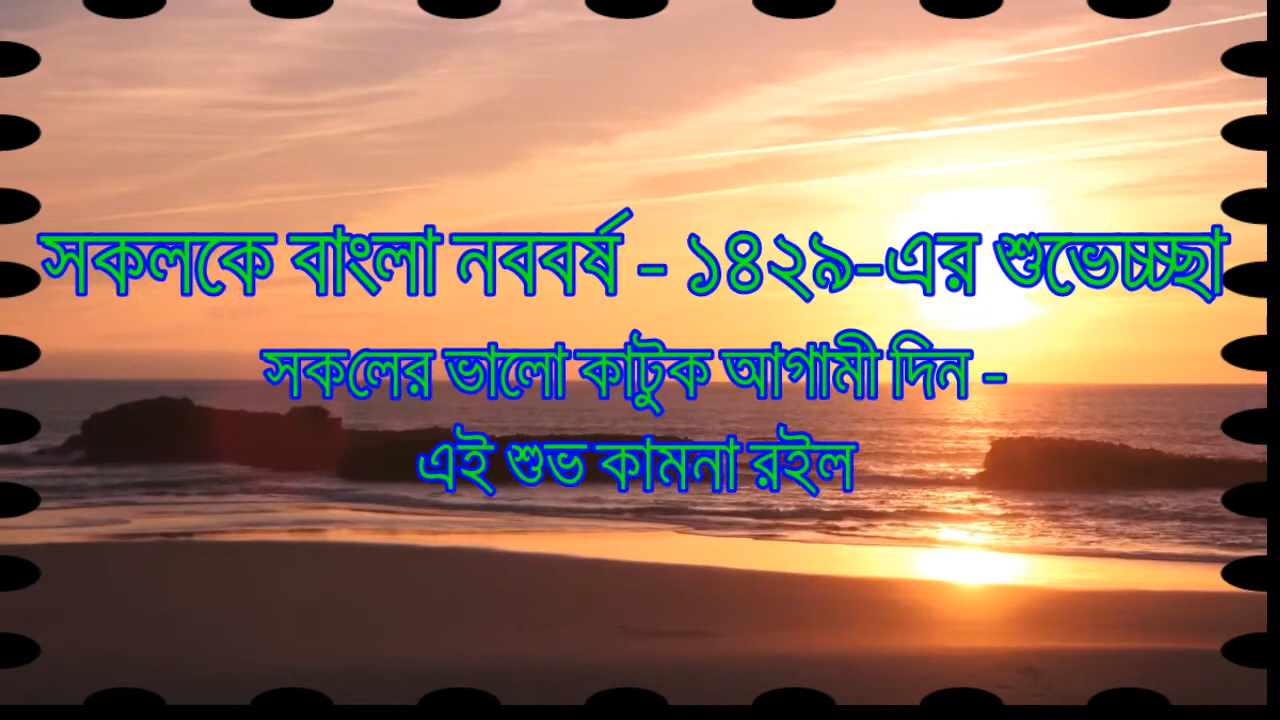 সকলকে বাংলা নববর্ষ - ১৪২৯-এর শুভেচ্চ্ছা
সকলের ভালো কাটুক আগামী দিন -
এই শুভ কামনা রইল